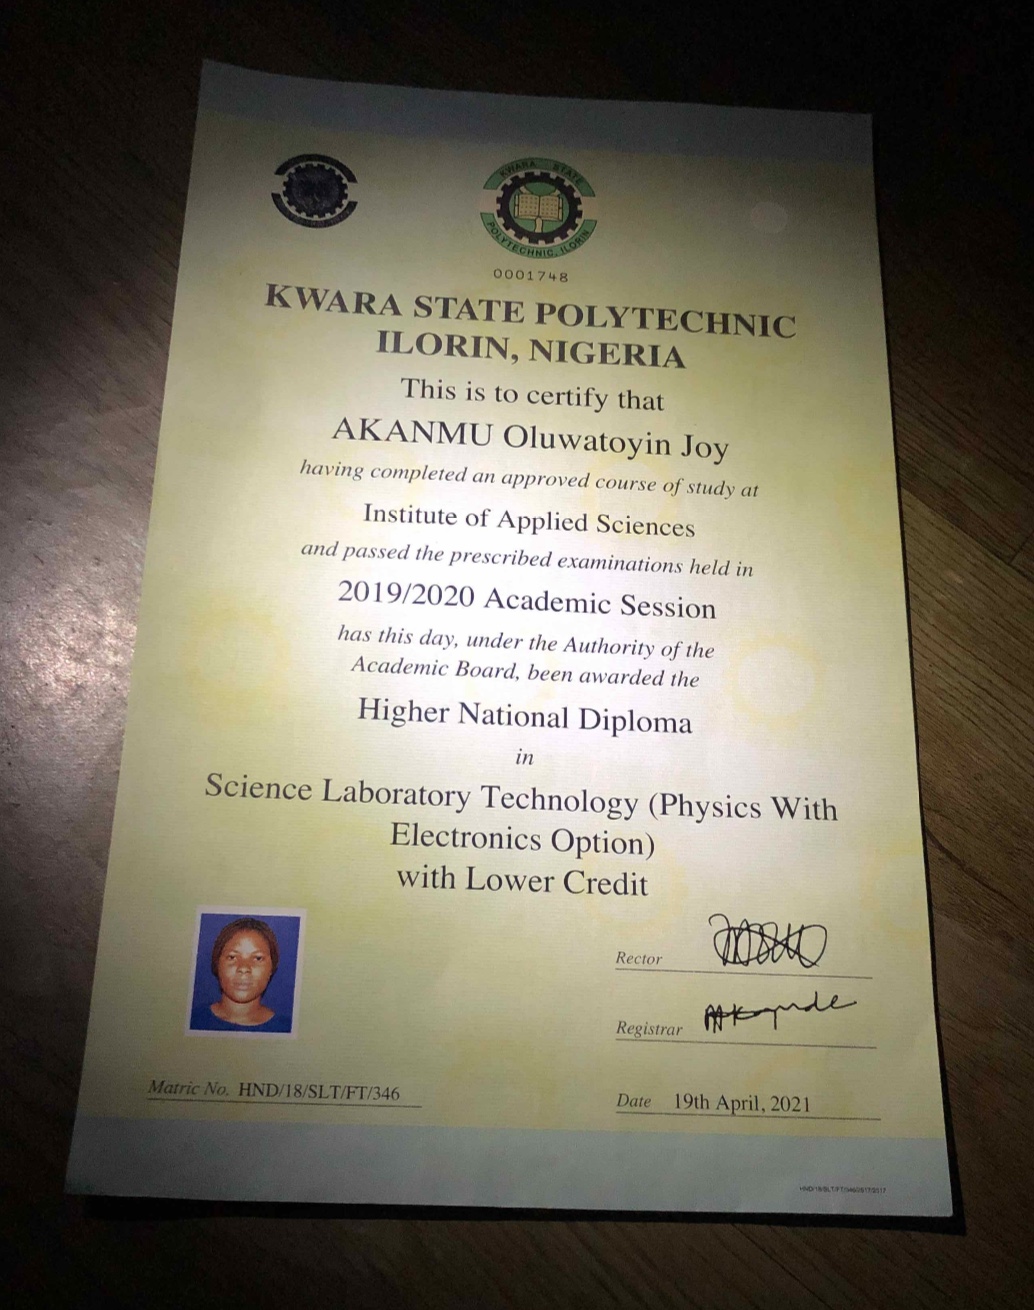 KWARA STATE
POLYTECHNIC, ILORIN
0001748
KWARA STATE POLYTECHNIC
ILORIN, NIGERIA
This is to certify that
AKANMU Oluwatoyin Joy
having completed an approved course of study at
Institute of Applied Sciences
and passed the prescribed examinations held in
2019/2020 Academic Session
has this day, under the Authority of the
Academic Board, been awarded the
Higher National Diploma
in
Science Laboratory Technology (Physics With
Electronics Option)
with Lower Credit
Rector
Registrar
Matric No. HND/18/SLT/FT/346
Date 19th April, 2021